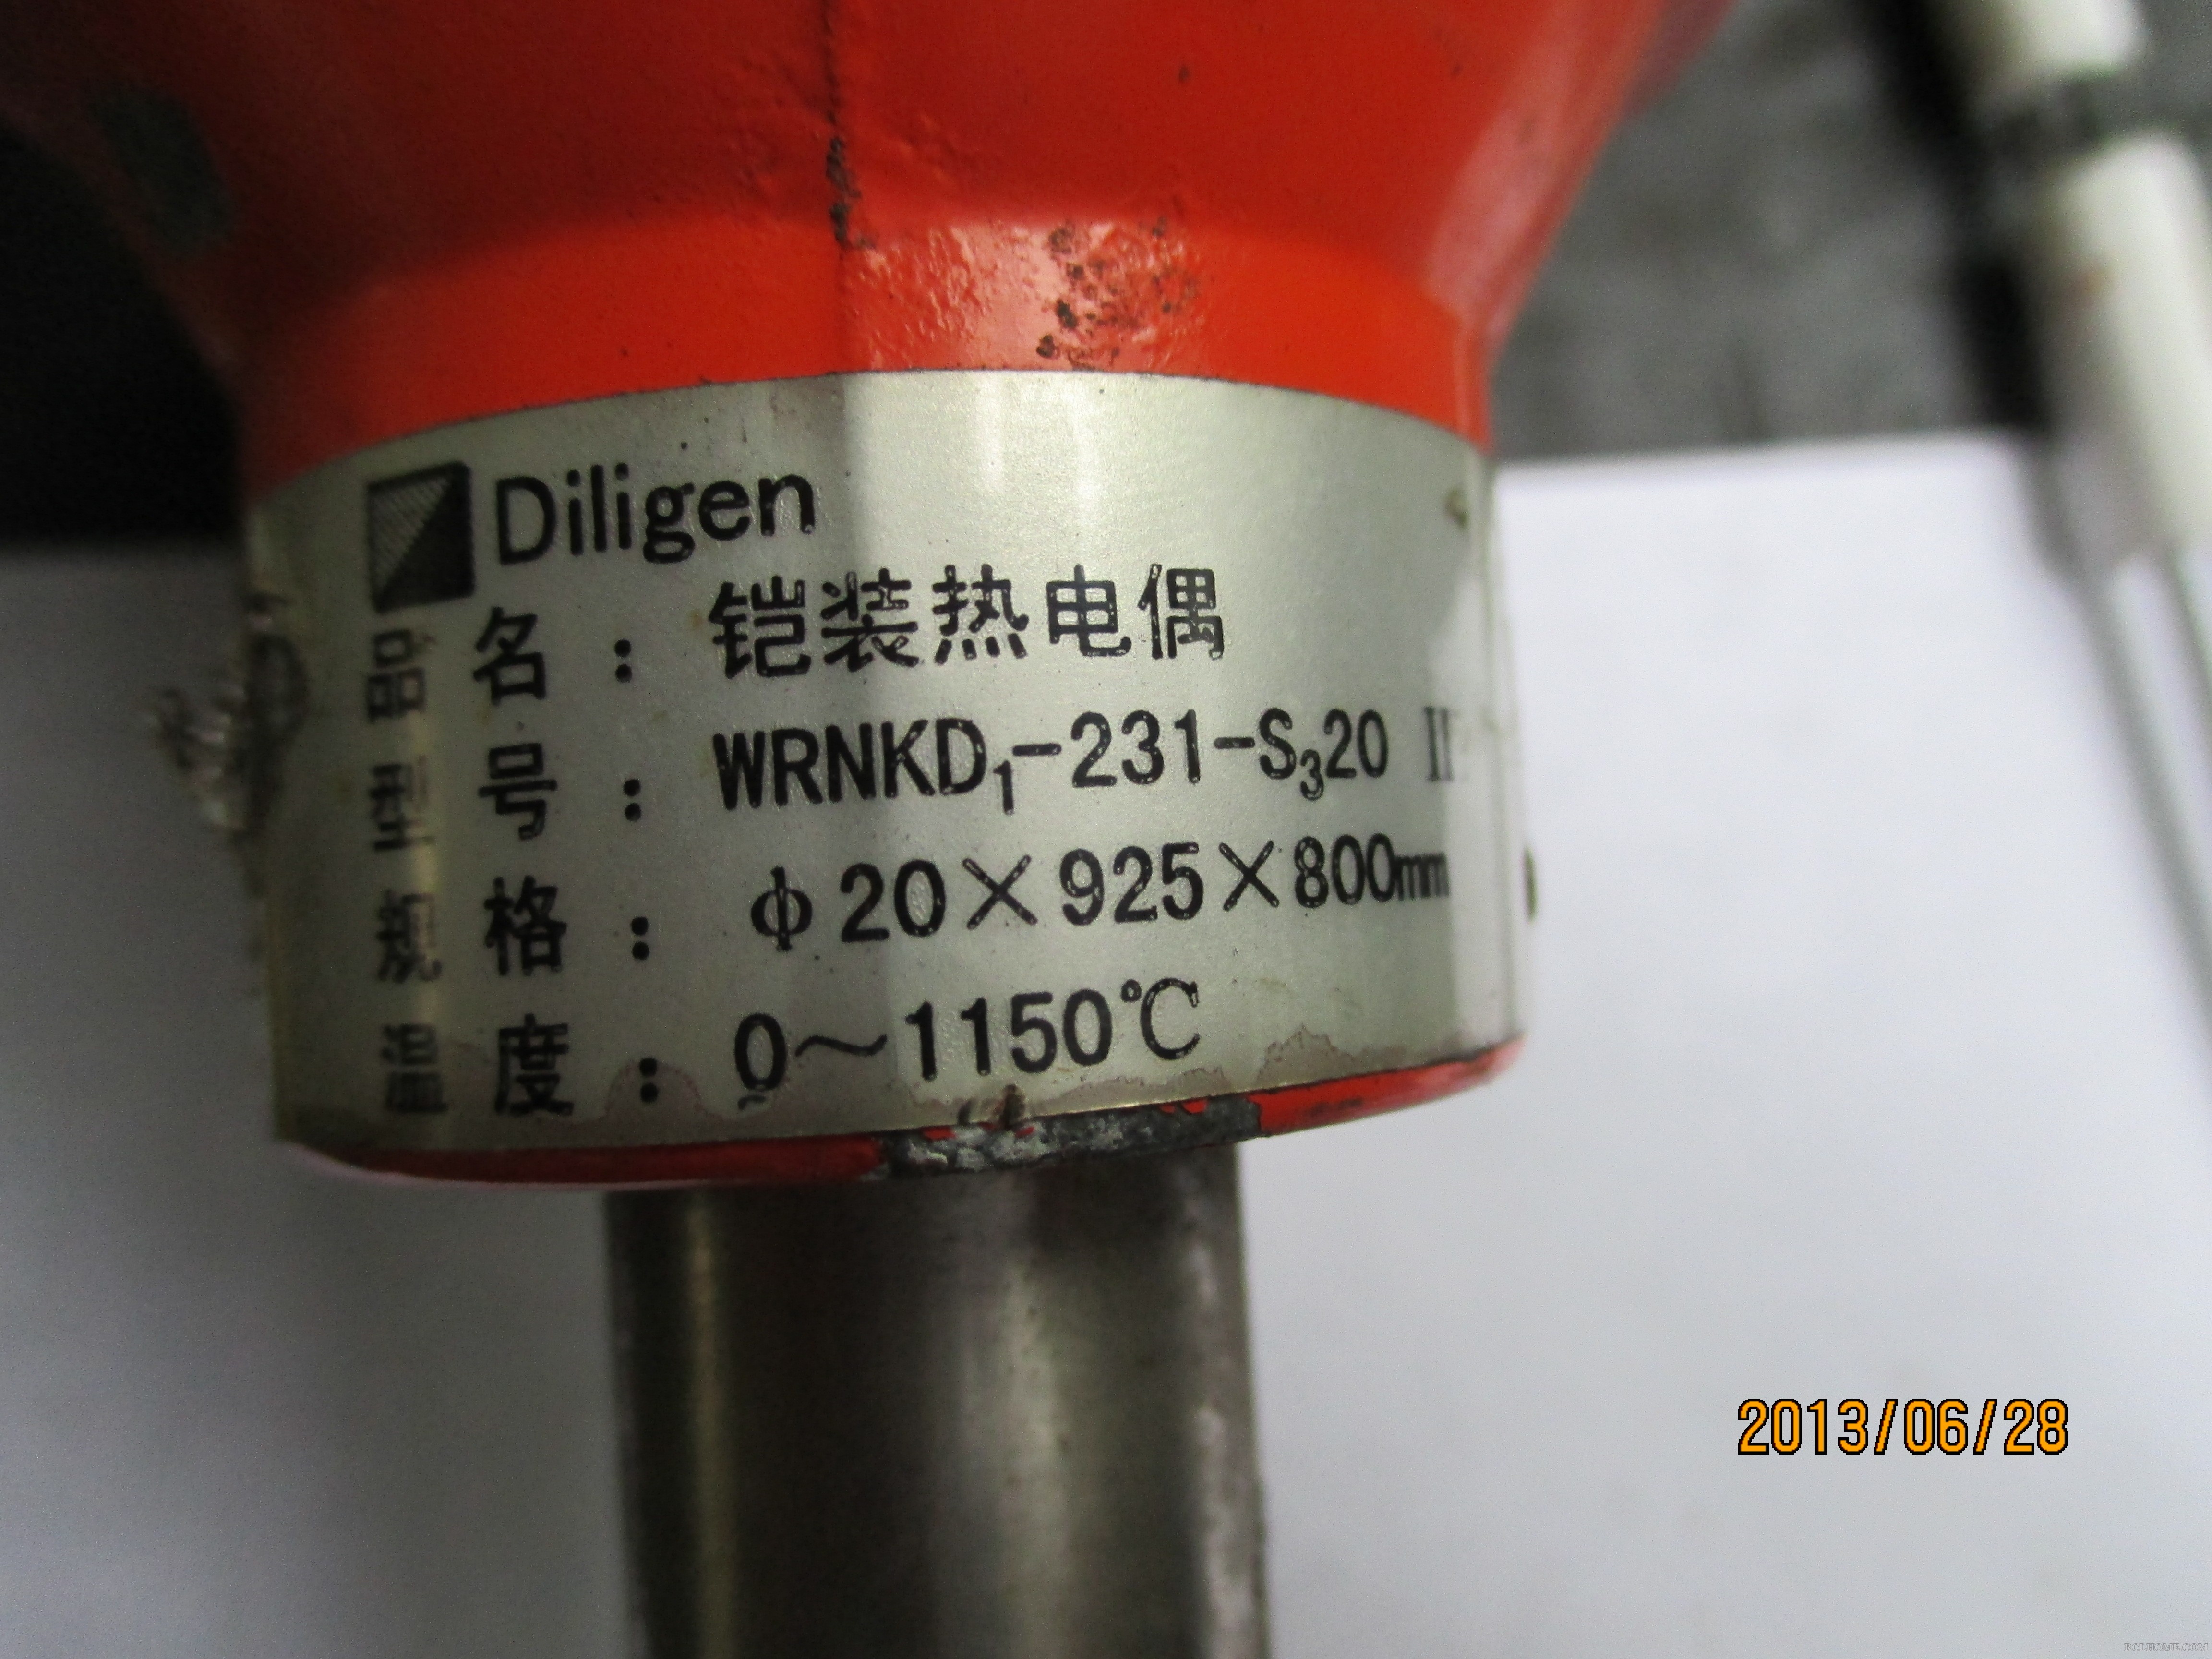 Diligen
品 名：铠装热电偶
型 号：WRNKD₁-231-S₃20 II
规 格：ф20×925×800mm
温 度：0～1150℃
2013/06/28